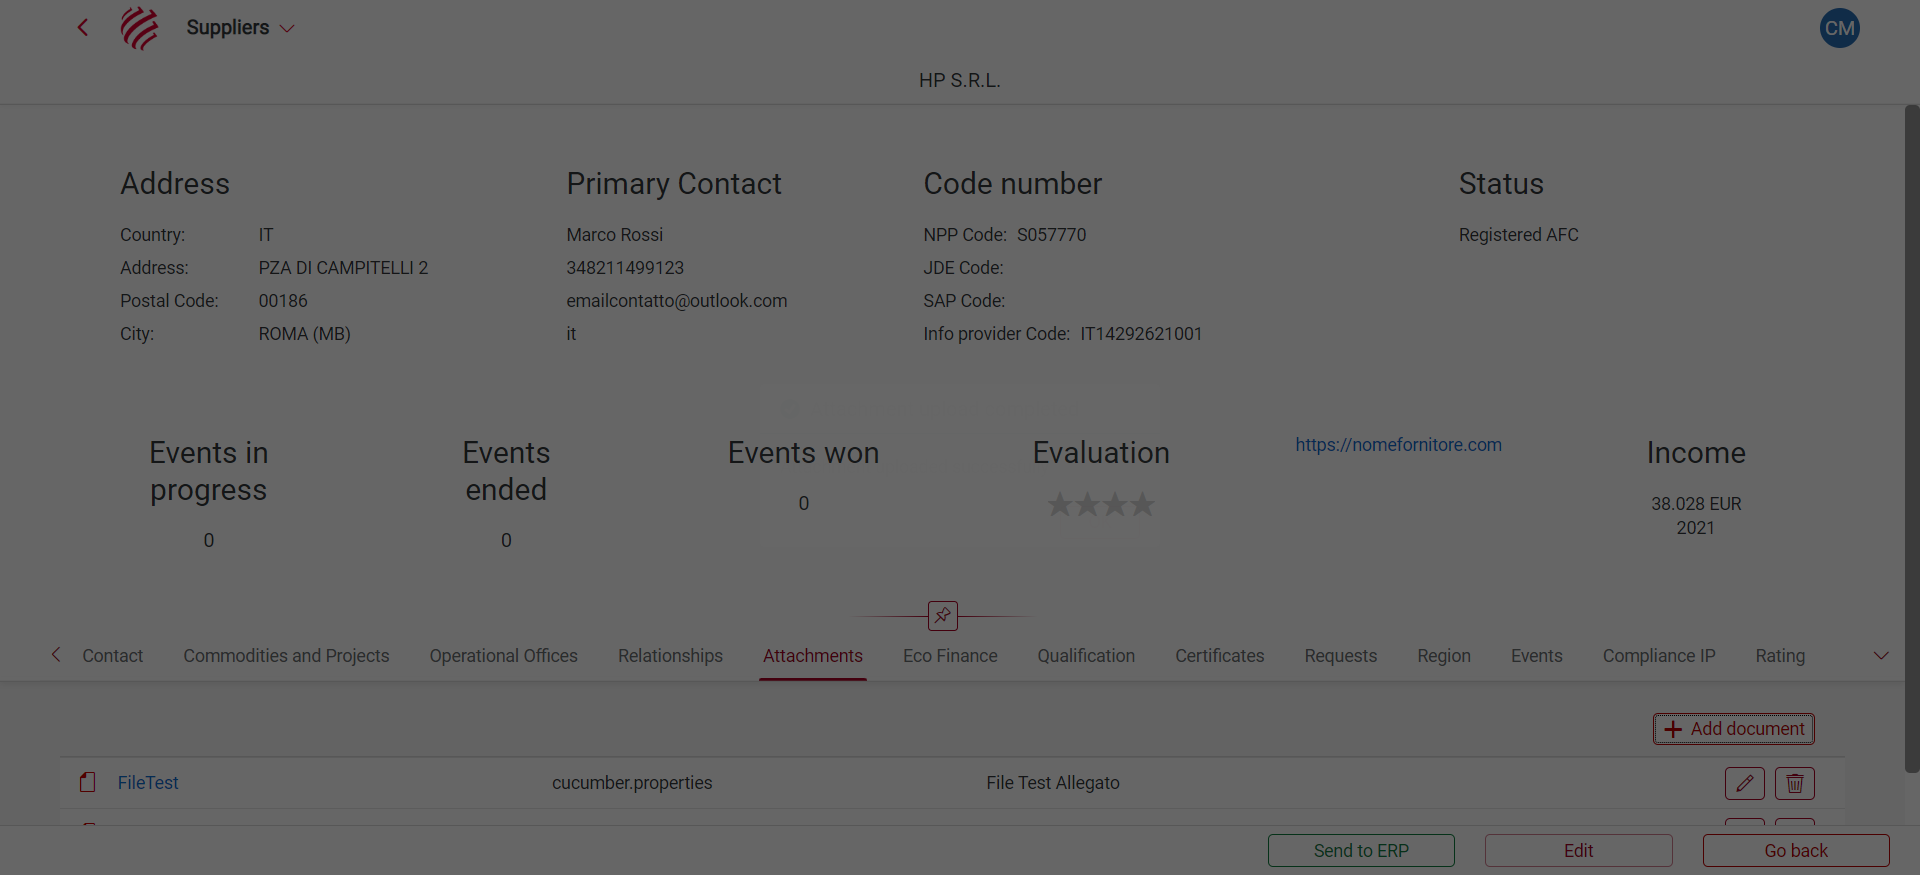 Suppliers
CM
HP S.R.L.
Address
Country: IT
Address: PZA DI CAMPITELLI 2
Postal Code: 00186
City: ROMA (MB)
Primary Contact
Marco Rossi
348211499123
emailcontatto@outlook.com
it
Code number
NPP Code: S057770
JDE Code:
SAP Code:
Info provider Code: IT14292621001
Status
Registered AFC
Events in
progress
0
Events
ended
0
Events won
0
Evaluation
https://nomefornitore.com
Income
38.028 EUR
2021
Contact Commodities and Projects Operational Offices Relationships Attachments Eco Finance Qualification Certificates Requests Region Events Compliance IP Rating
Add document
FileTest cucumber.properties File Test Allegato
Send to ERP Edit Go back